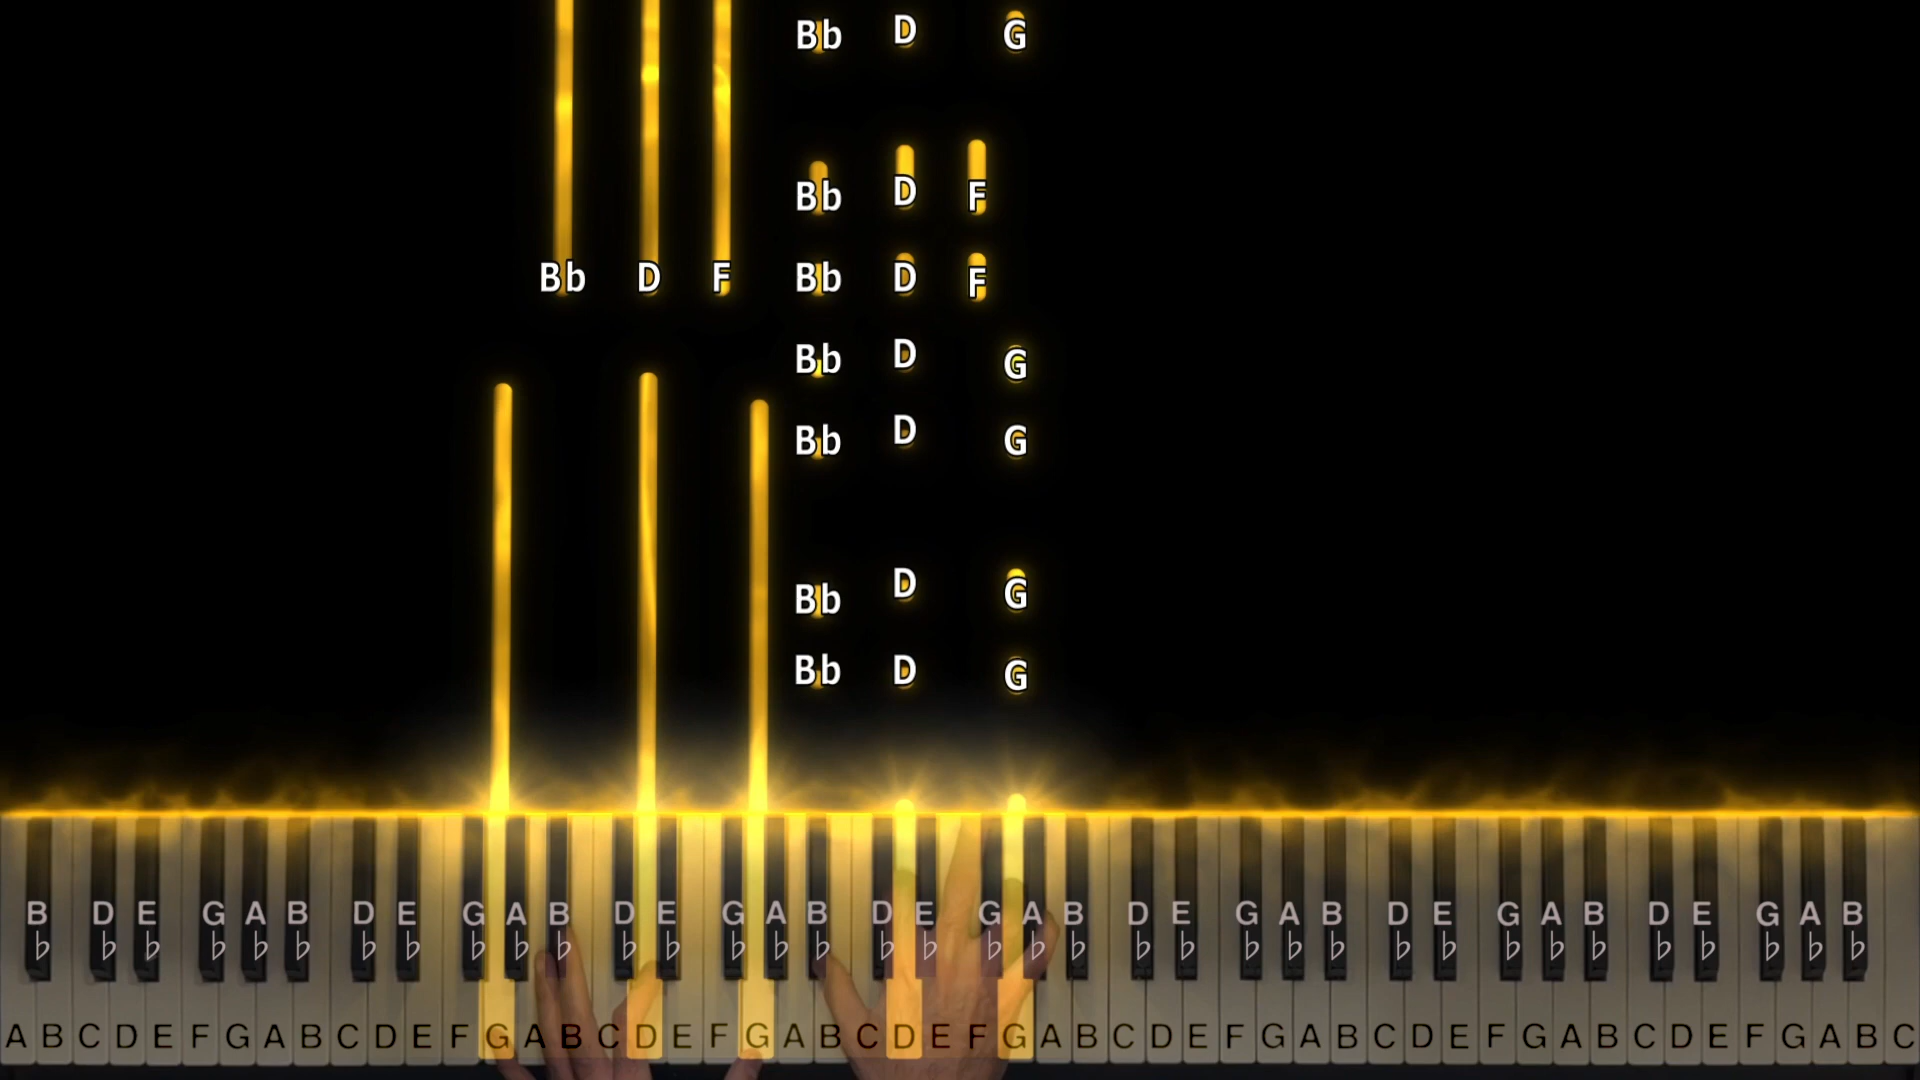 Bb D G
Bb D F
Bb D F Bb D F
Bb D G
Bb D G
Bb D G
Bb D G
B♭ D♭ E♭ G♭ A♭ B♭ D♭ E♭ G♭ A♭ B♭ D♭ E♭ G♭ A♭ B♭ D♭ E♭ G♭ A♭ B♭ D♭ E♭ G♭ A♭ B♭ D♭ E♭ G♭ A♭ B♭ D♭ E♭ G♭ A♭ B♭
A B C D E F G A B C D E F G A B C D E F G A B C D E F G A B C D E F G A B C D E F G A B C D E F G A B C